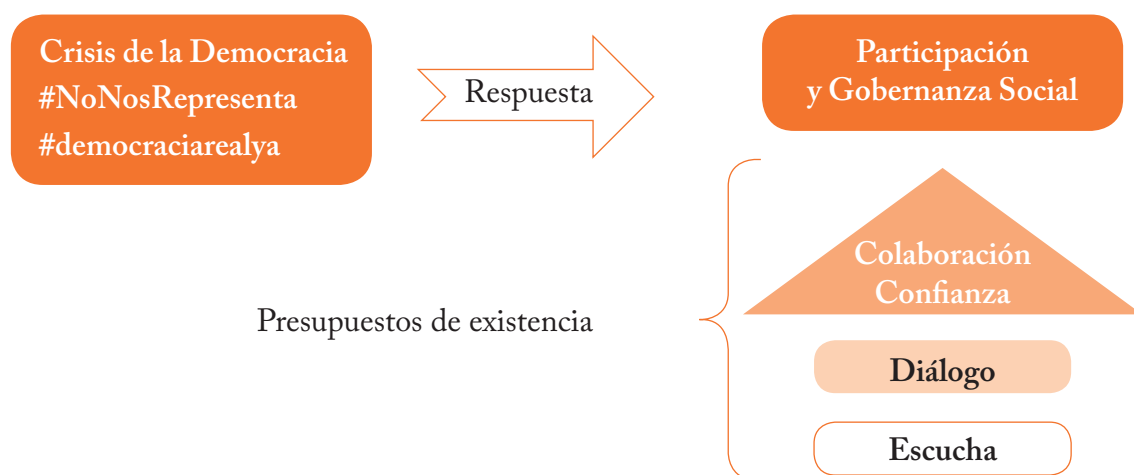 Crisis de la Democracia
#NoNosRepresenta
#democraciarealya
Respuesta
Participación
y Gobernanza Social
Colaboración
Confianza
Presupuestos de existencia
Diálogo
Escucha